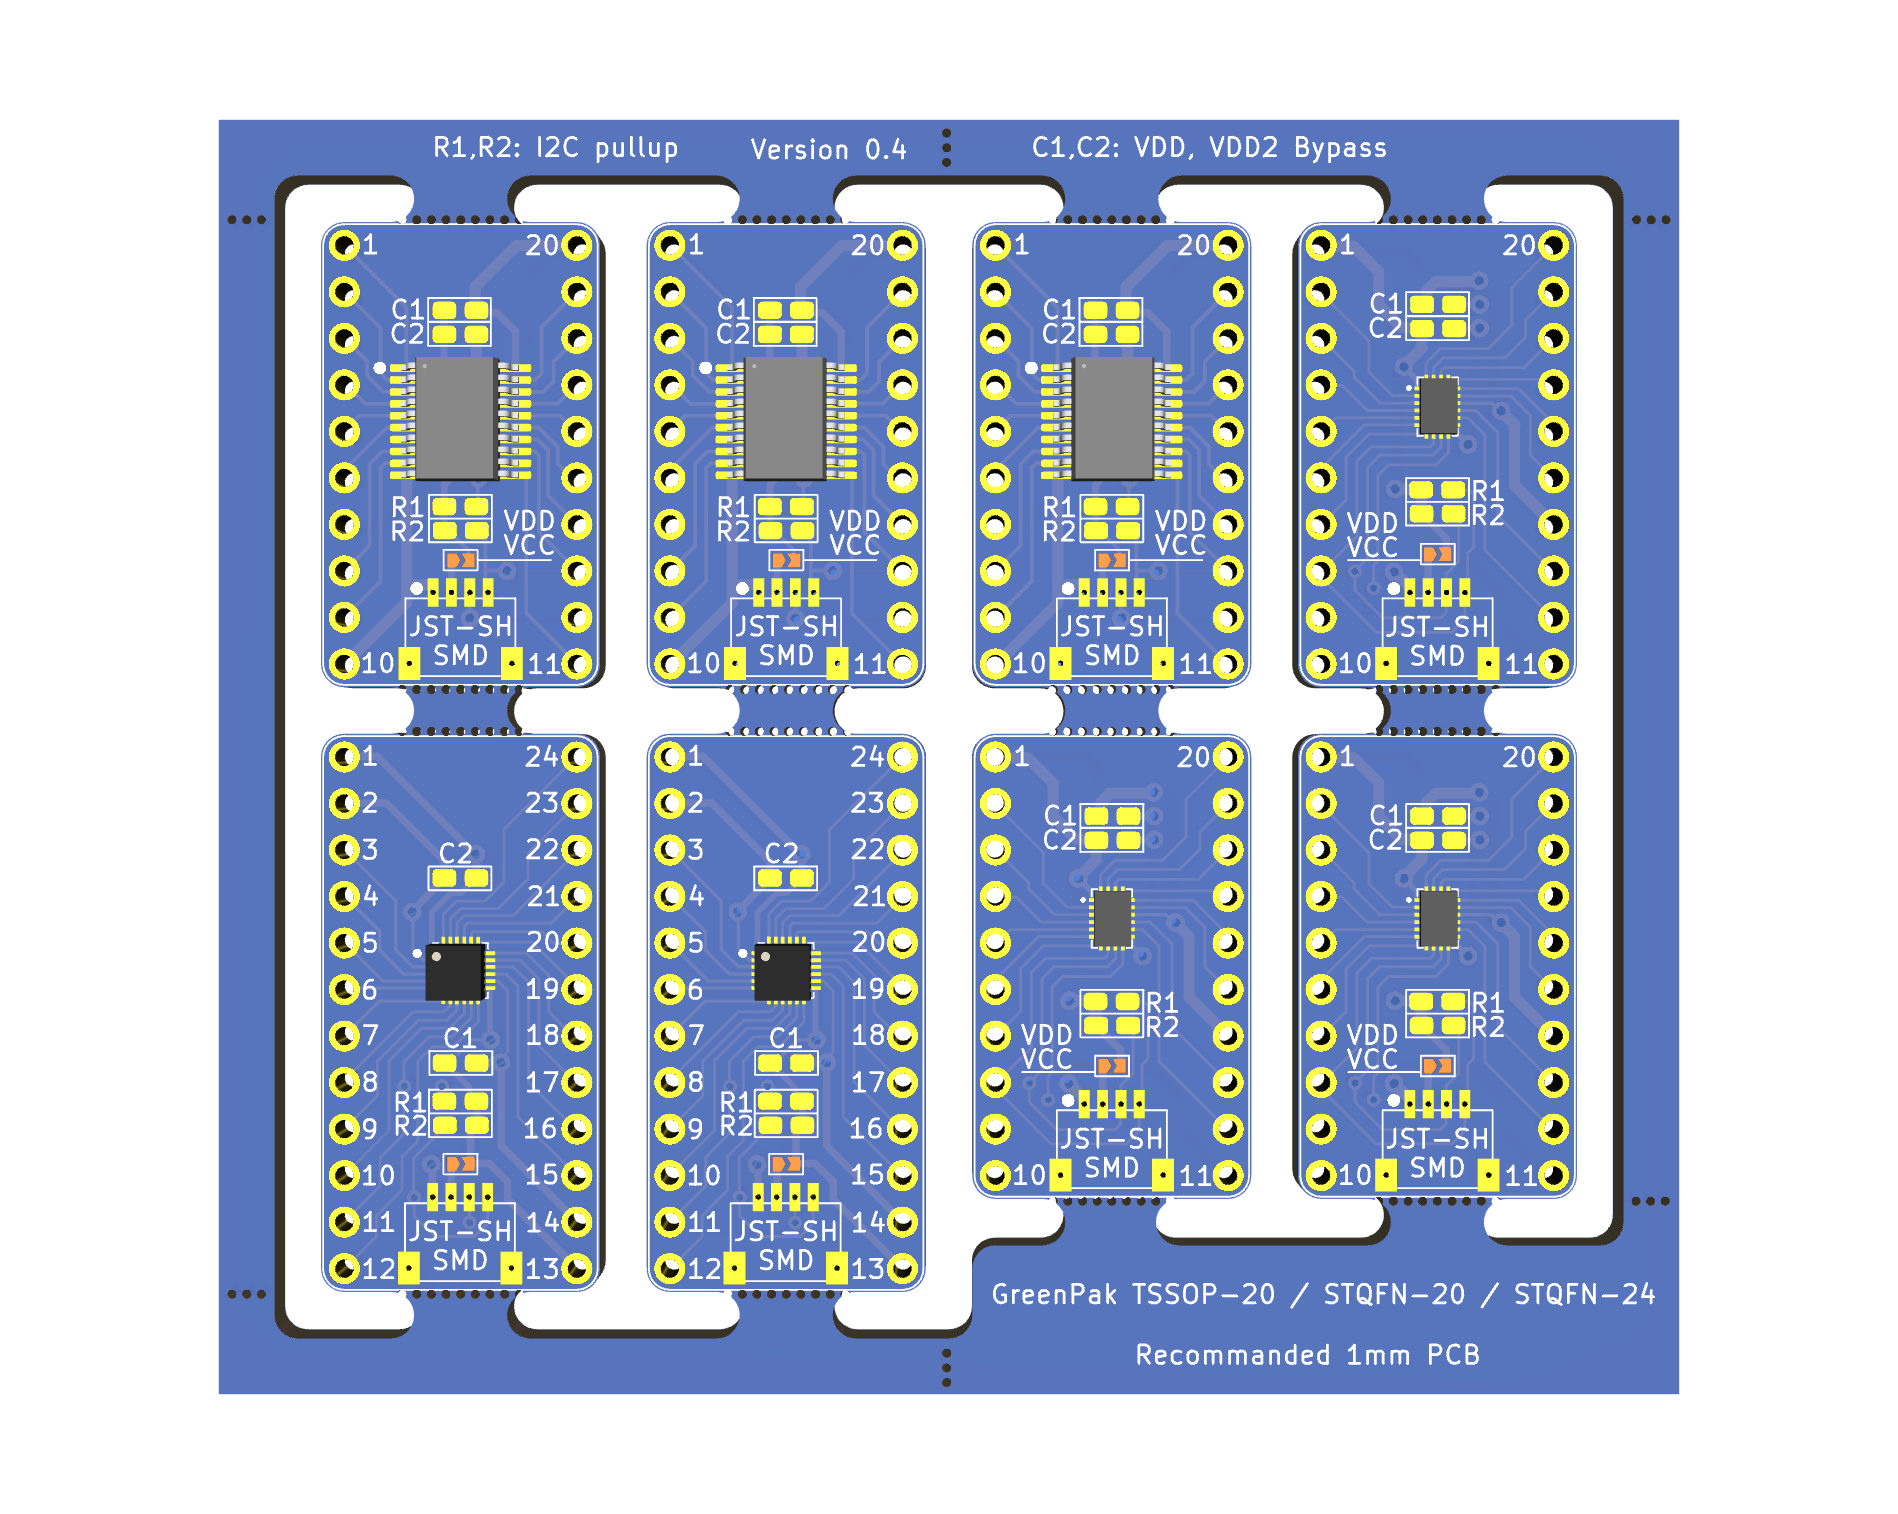 R1,R2: I2C pullup
Version 0.4
C1,C2: VDD, VDD2 Bypass
1 20
C1
C2
R1
R2
VDD
VCC
JST-SH
SMD
10 11
1 20
C1
C2
R1
R2
VDD
VCC
JST-SH
SMD
10 11
1 20
C1
C2
R1
R2
VDD
VCC
JST-SH
SMD
10 11
1 20
C1
C2
R1
R2
VDD
VCC
JST-SH
SMD
10 11
1 24
2 23
3 22
C2
4 21
5 20
6 19
7 18
C1
8 17
R1
R2
9 16
10 15
11 14
JST-SH
SMD
12 13
1 24
2 23
3 22
C2
4 21
5 20
6 19
7 18
C1
8 17
R1
R2
9 16
10 15
11 14
JST-SH
SMD
12 13
1 20
C1
C2
R1
R2
VDD
VCC
JST-SH
SMD
10 11
1 20
C1
C2
R1
R2
VDD
VCC
JST-SH
SMD
10 11
GreenPak TSSOP-20 / STQFN-20 / STQFN-24
Recommanded 1mm PCB